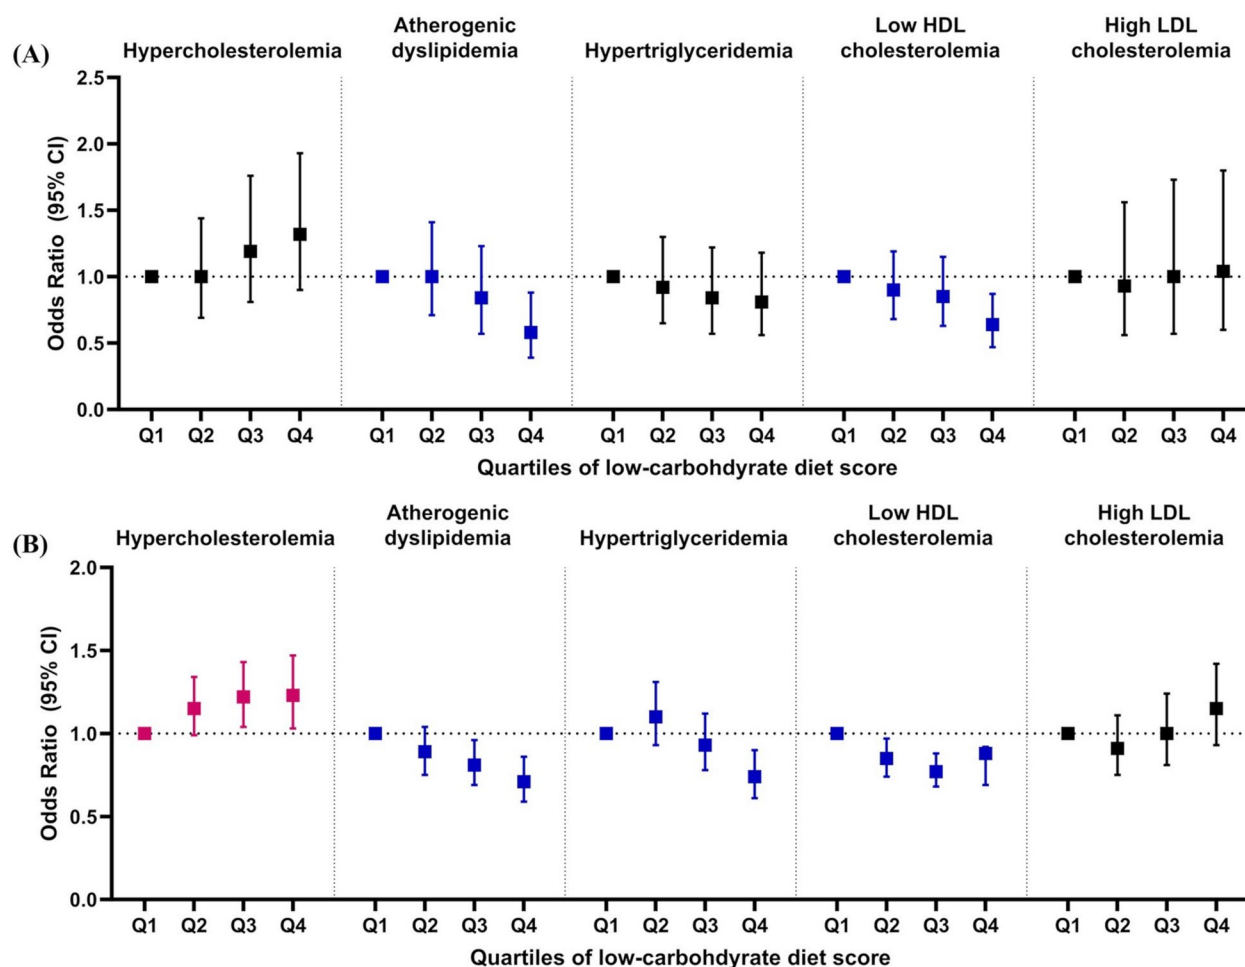 (A)
Hypercholesterolemia
Atherogenic
dyslipidemia
Hypertriglyceridemia
Low HDL
cholesterolemia
High LDL
cholesterolemia
Odds Ratio (95% CI)
2.5
2.0
1.5
1.0
0.5
0.0
Q1 Q2 Q3 Q4 Q1 Q2 Q3 Q4 Q1 Q2 Q3 Q4 Q1 Q2 Q3 Q4 Q1 Q2 Q3 Q4
Quartiles of low-carbohdyrate diet score
(B)
Hypercholesterolemia
Atherogenic
dyslipidemia
Hypertriglyceridemia
Low HDL
cholesterolemia
High LDL
cholesterolemia
Odds Ratio (95% CI)
2.0
1.5
1.0
0.5
0.0
Q1 Q2 Q3 Q4 Q1 Q2 Q3 Q4 Q1 Q2 Q3 Q4 Q1 Q2 Q3 Q4 Q1 Q2 Q3 Q4
Quartiles of low-carbohdyrate diet score